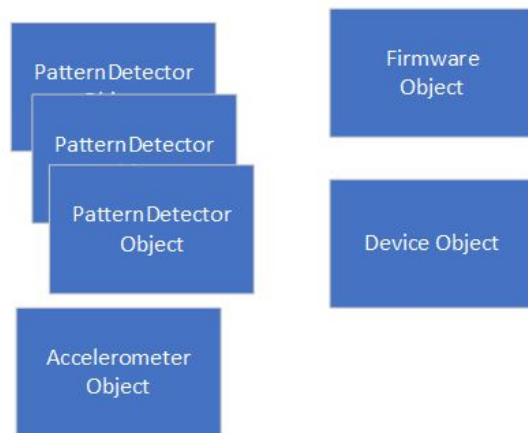 PatternDetector
PatternDetector
PatternDetector
Object
Accelerometer
Object
Firmware
Object
Device Object